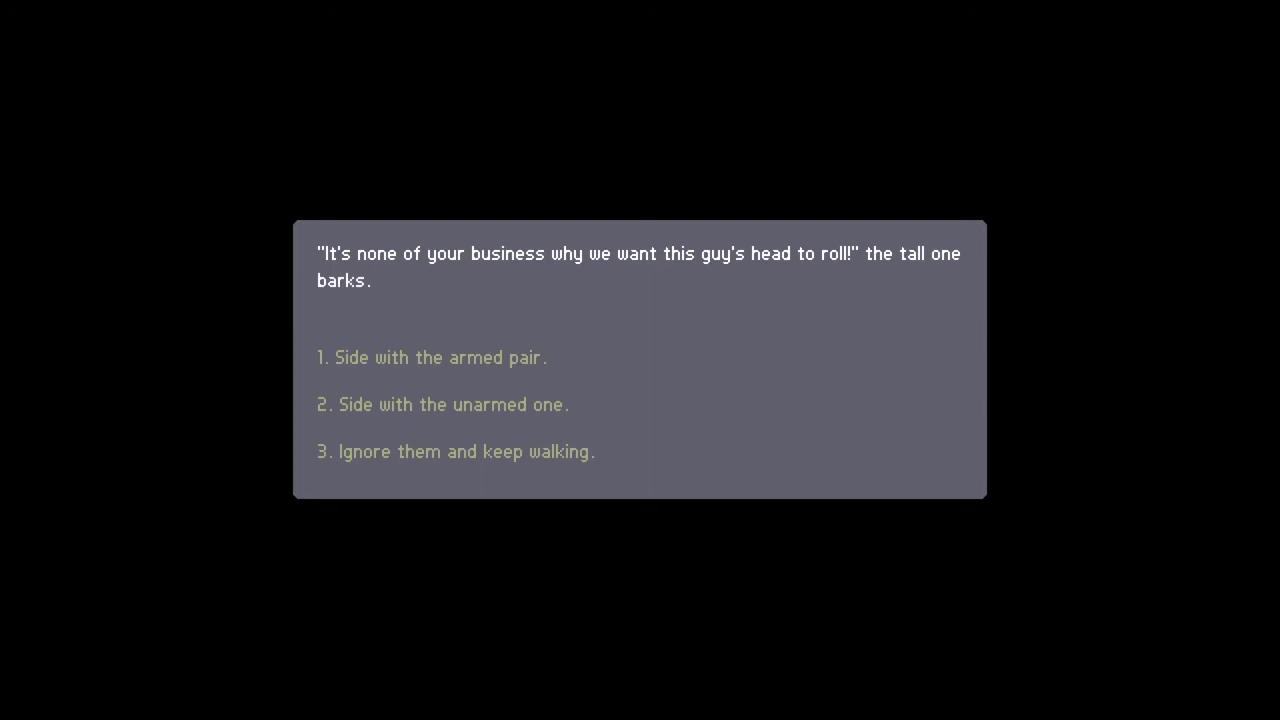 "It's none of your business why we want this guy's head to roll!" the tall one
barks.
1. Side with the armed pair.
2. Side with the unarmed one.
3. Ignore them and keep walking.